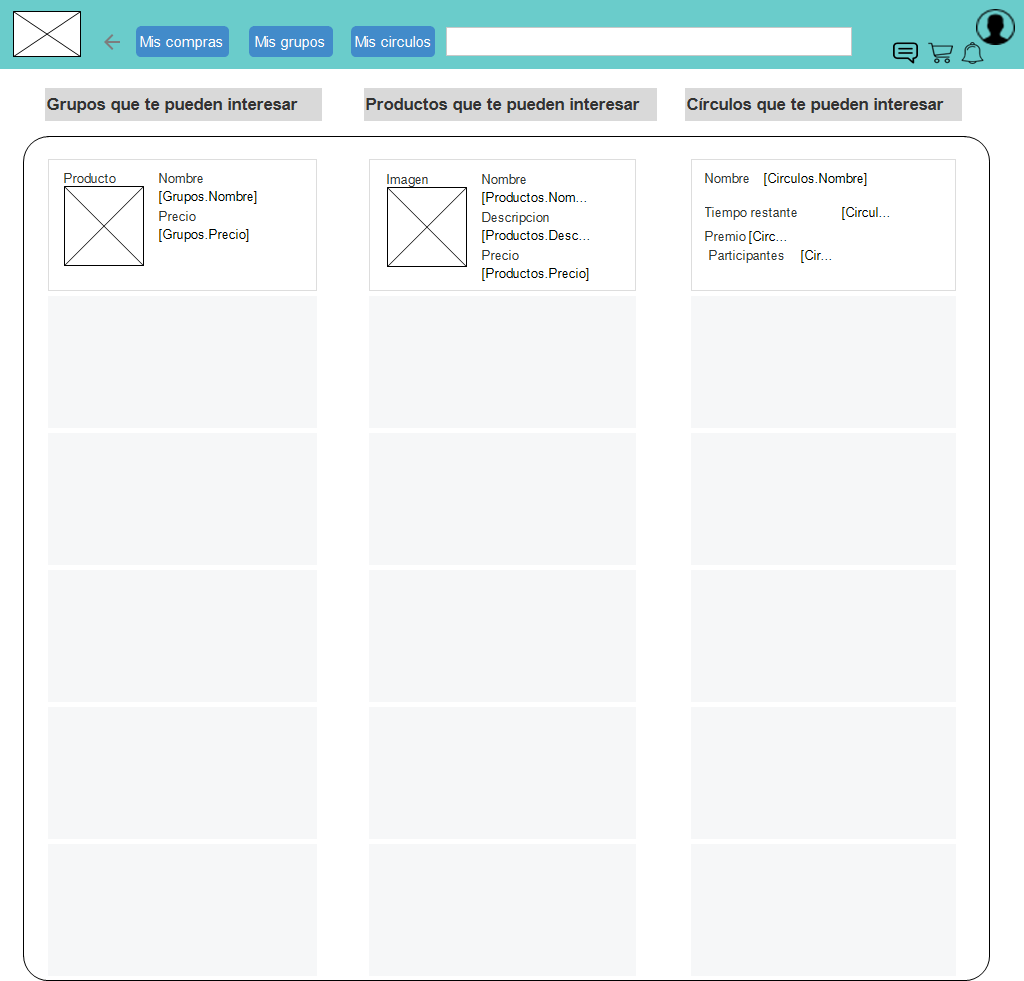 Mis compras
Mis grupos
Mis circulos
Grupos que te pueden interesar
Productos que te pueden interesar
Círculos que te pueden interesar
Producto
Nombre
[Grupos.Nombre]
Precio
[Grupos.Precio]
Imagen
Nombre
[Productos.Nom...
Descripcion
[Productos.Desc...
Precio
[Productos.Precio]
Nombre [Circulos.Nombre]
Tiempo restante [Circul...
Premio [Circ...
Participantes [Cir...